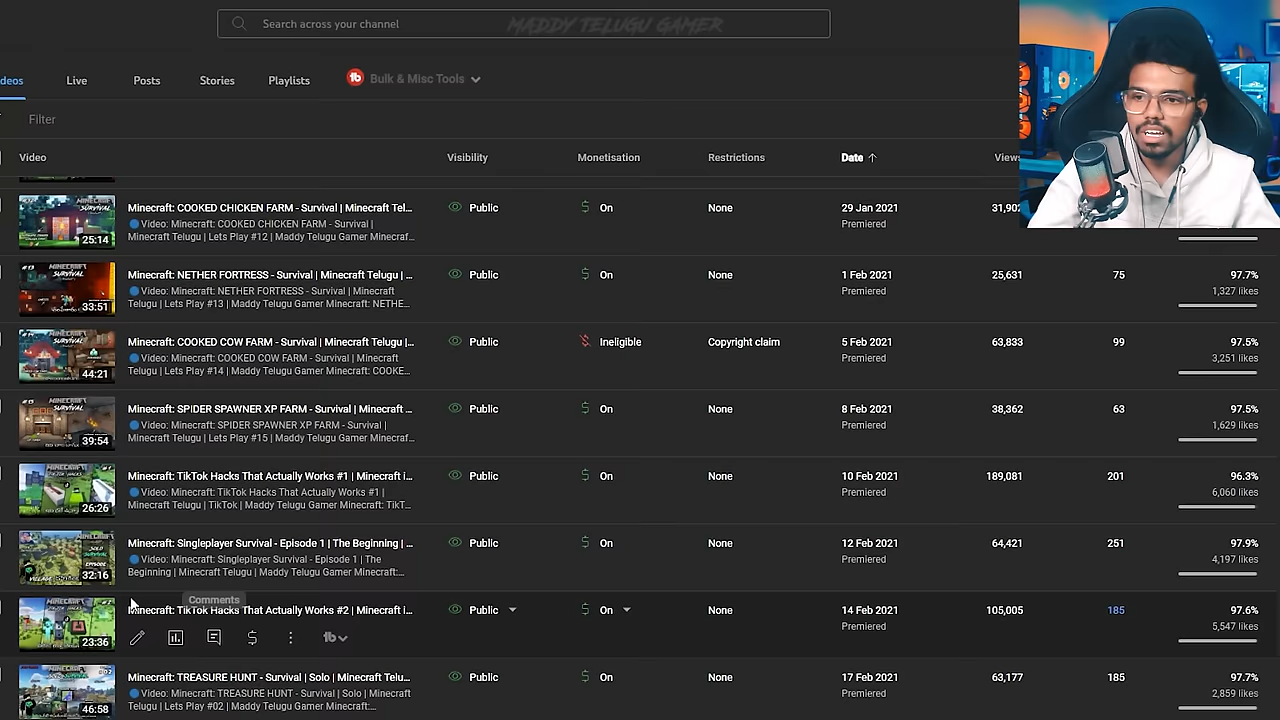 Search across your channel
MADDY TELUGU GAMER
deos
Live
Posts
Stories
Playlists
tb Bulk & Misc Tools
Filter
Video Visibility Monetisation Restrictions Date Views
Minecraft: COOKED CHICKEN FARM - Survival | Minecraft Tel... Public On None 29 Jan 2021 31,902
Video: Minecraft: COOKED CHICKEN FARM - Survival | Premiered
Minecraft Telugu | Lets Play #12 | Maddy Telugu Gamer Minecraf...
25:14
Minecraft: NETHER FORTRESS - Survival | Minecraft Telugu | ... Public On None 1 Feb 2021 25,631 75 97.7%
Video: Minecraft: NETHER FORTRESS - Survival | Minecraft Premiered 1,327 likes
Telugu | Lets Play #13 | Maddy Telugu Gamer Minecraft: NETHE...
33:51
Minecraft: COOKED COW FARM - Survival | Minecraft Telugu |... Public Ineligible Copyright claim 5 Feb 2021 63,833 99 97.5%
Video: Minecraft: COOKED COW FARM - Survival | Minecraft Premiered 3,251 likes
Telugu | Lets Play #14 | Maddy Telugu Gamer Minecraft: COOKE...
44:21
Minecraft: SPIDER SPAWNER XP FARM - Survival | Minecraft ... Public On None 8 Feb 2021 38,362 63 97.5%
Video: Minecraft: SPIDER SPAWNER XP FARM - Survival | Premiered 1,629 likes
Minecraft Telugu | Lets Play #15 | Maddy Telugu Gamer Minecraf...
39:54
Minecraft: TikTok Hacks That Actually Works #1 | Minecraft i... Public On None 10 Feb 2021 189,081 201 96.3%
Video: Minecraft: TikTok Hacks That Actually Works #1 | Premiered 6,060 likes
Minecraft Telugu | TikTok | Maddy Telugu Gamer Minecraft: TikT...
26:26
Minecraft: Singleplayer Survival - Episode 1 | The Beginning | ... Public On None 12 Feb 2021 64,421 251 97.9%
Video: Minecraft: Singleplayer Survival - Episode 1 | The Premiered 4,197 likes
Beginning | Minecraft Telugu | Maddy Telugu Gamer Minecraft:...
32:16
Comments
Minecraft: TikTok Hacks That Actually Works #2 | Minecraft i... Public On None 14 Feb 2021 105,005 185 97.6%
Premiered 5,547 likes
23:36
tb
Minecraft: TREASURE HUNT - Survival | Solo | Minecraft Telu... Public On None 17 Feb 2021 63,177 185 97.7%
Video: Minecraft: TREASURE HUNT - Survival | Solo | Minecraft Premiered 2,859 likes
Telugu | Lets Play #02 | Maddy Telugu Gamer Minecraft:...
46:58